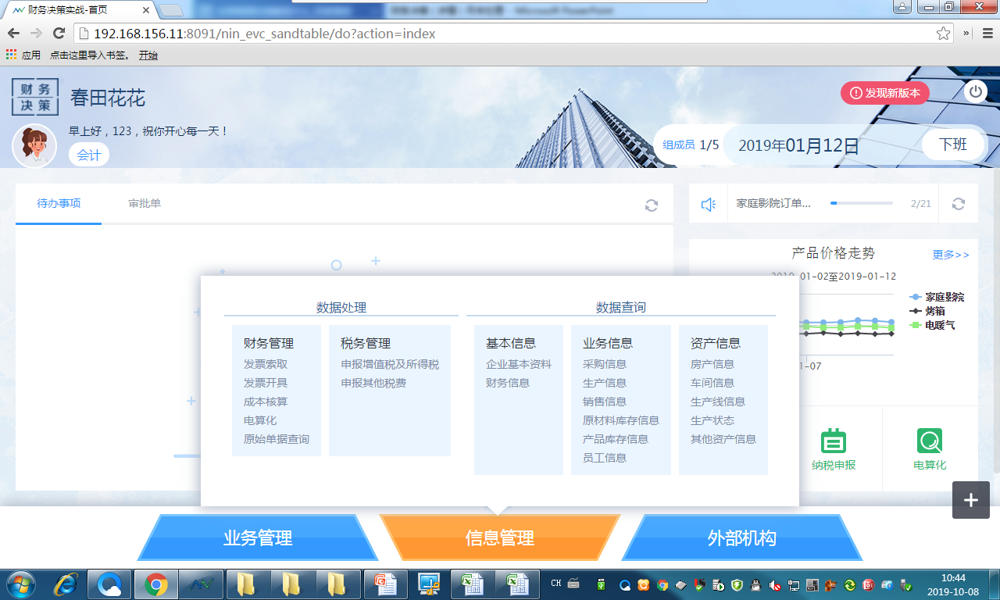 财务决策实战-首页
192.168.156.11:8091/nin_evc_sandtable/do?action=index
应用 点击这里导入书签。 开始
财务
决策
春田花花
发现新版本
早上好，123，祝你开心每一天！
会计
组成员 1/5
2019年01月12日
下班
待办事项 审批单
家庭影院订单... 2/21
产品价格走势 更多>>
-01-02至2019-01-12
家庭影院
烤箱
电暖气
1-07
数据处理 数据查询
财务管理 税务管理 基本信息 业务信息 资产信息
发票索取 申报增值税及所得税 企业基本资料 采购信息 房产信息
发票开具 申报其他税费 财务信息 生产信息 车间信息
成本核算 销售信息 生产线信息
电算化 原材料库存信息 生产状态
原始单据查询 产品库存信息 其他资产信息
员工信息
纳税申报 电算化
业务管理 信息管理 外部机构
CH
10:44
2019-10-08